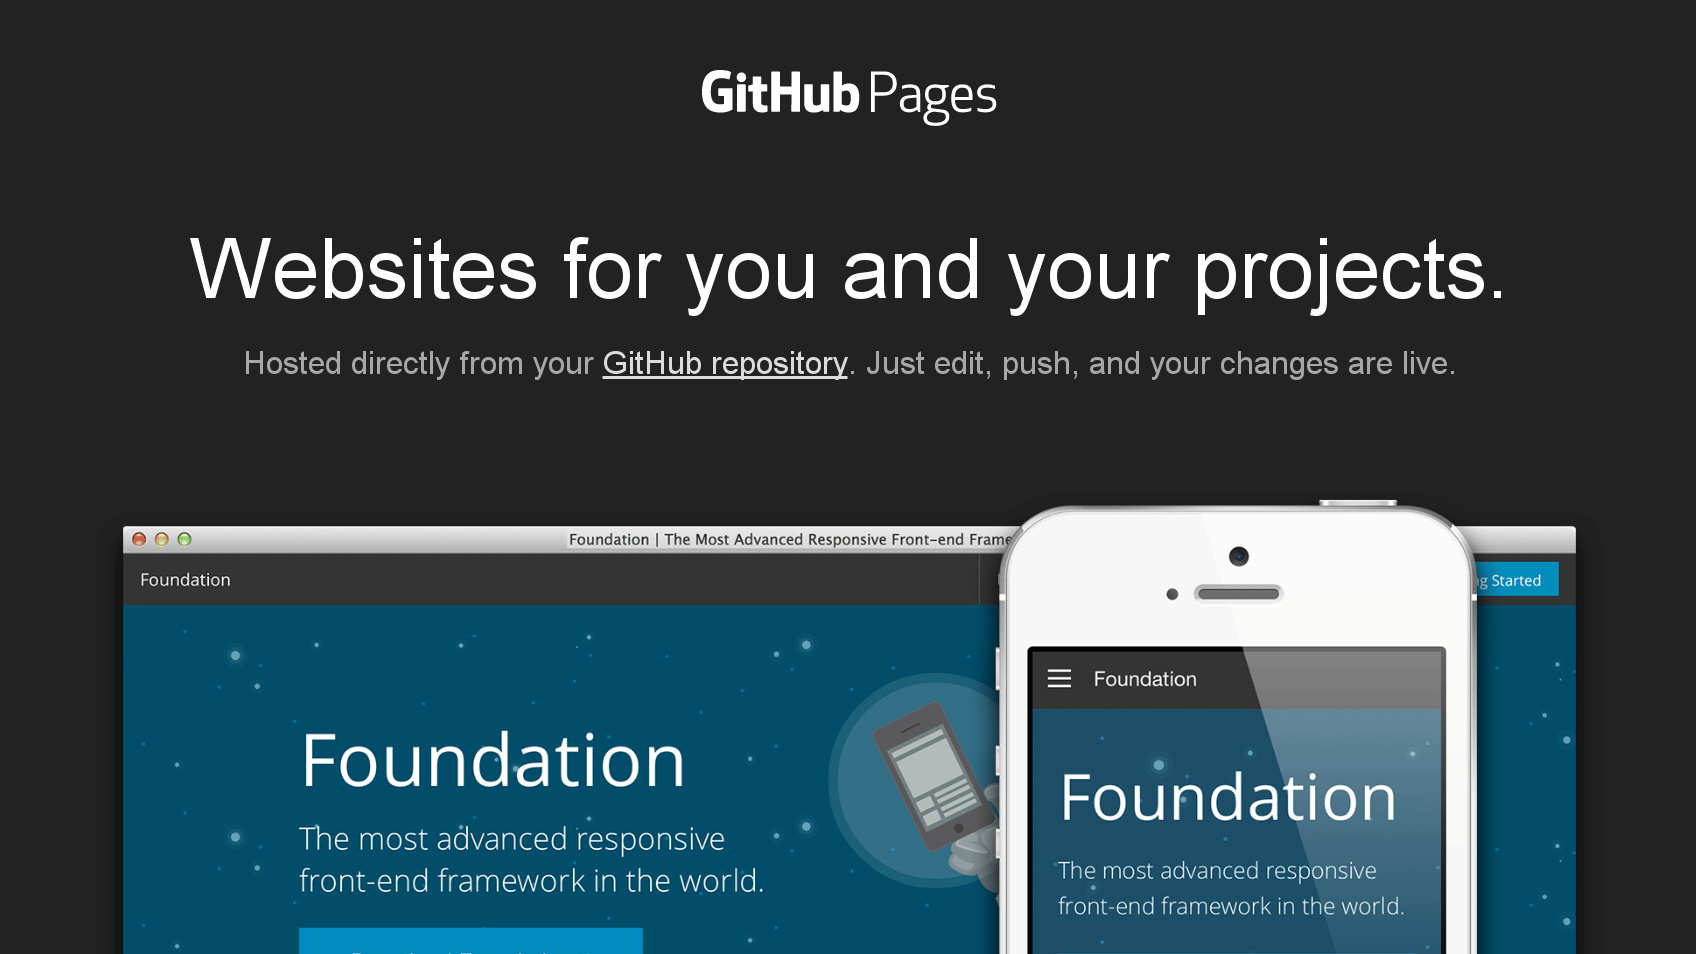 GitHub Pages
Websites for you and your projects.
Hosted directly from your GitHub repository. Just edit, push, and your changes are live.
Foundation | The Most Advanced Responsive Front-end
Foundation
Started
Foundation
Foundation
The most advanced responsive
front-end framework in the world.
Foundation
The most advanced responsive
front-end framework in the world.